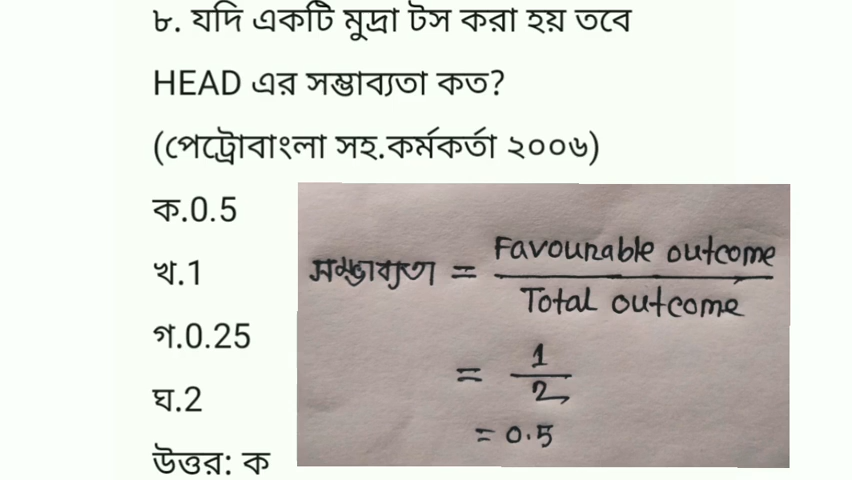 ৮. যদি একটি মুদ্রা টস করা হয় তবে
HEAD এর সম্ভাব্যতা কত?
(পেট্রোবাংলা সহ.কর্মকর্তা ২০০৬)
ক.0.5
খ.1
গ.0.25
ঘ.2
উত্তর: ক
সম্ভাব্যতা = Favourable outcome
Total outcome
= 1
2
= 0.5